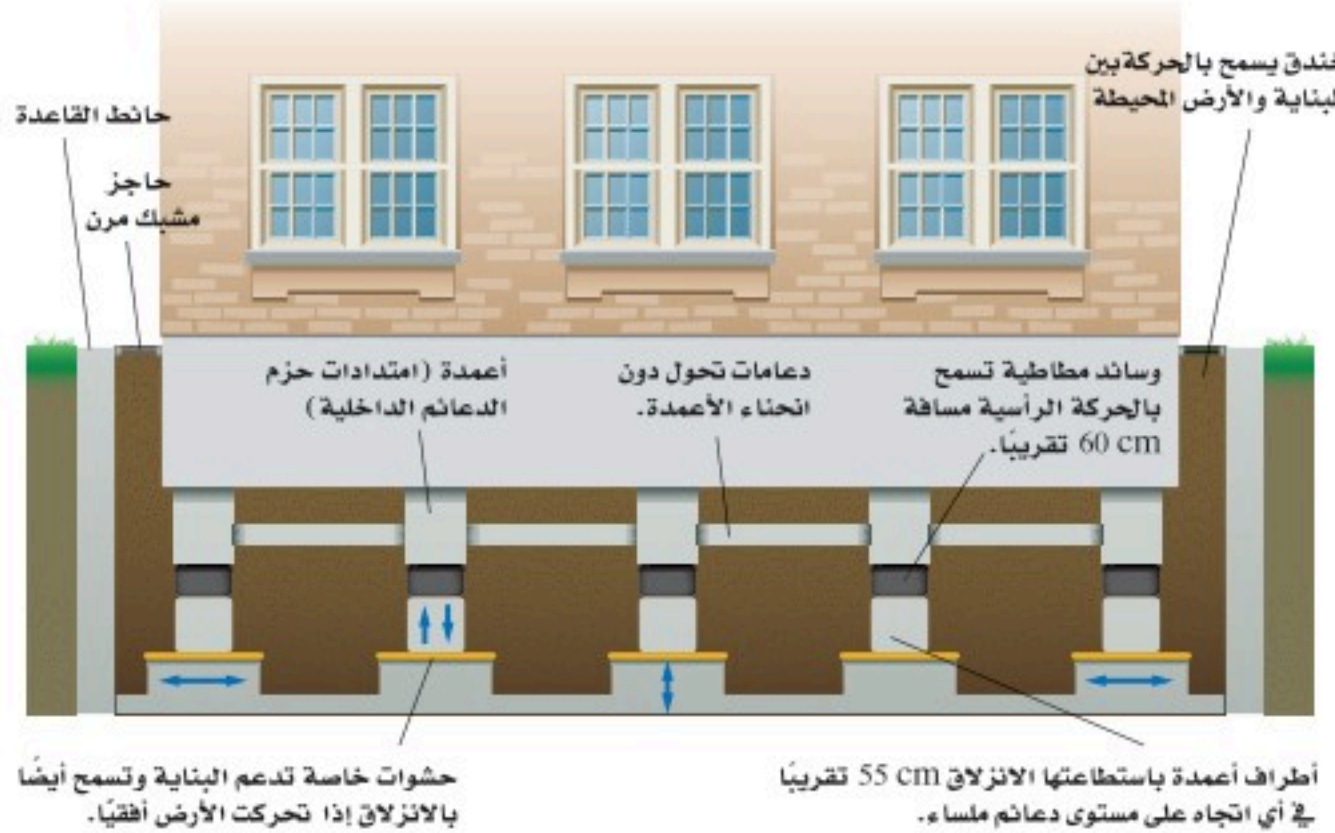 خندق يسمح بالحركة بين
البناية والأرض المحيطة
حائط القاعدة
حاجز
مشبك مرن
وسائد مطاطية تسمح
بالحركة الرأسية مسافة
60 cm تقريبًا.
دعامات تحول دون
انحناء الأعمدة.
أعمدة (امتدادات حزم
الدعائم الداخلية)
أطراف أعمدة باستطاعتها الانزلاق 55 cm تقريبًا
في أي اتجاه على مستوى دعائم ملساء.
حشوات خاصة تدعم البناية وتسمح أيضًا
بالانزلاق إذا تحركت الأرض أفقيًا.